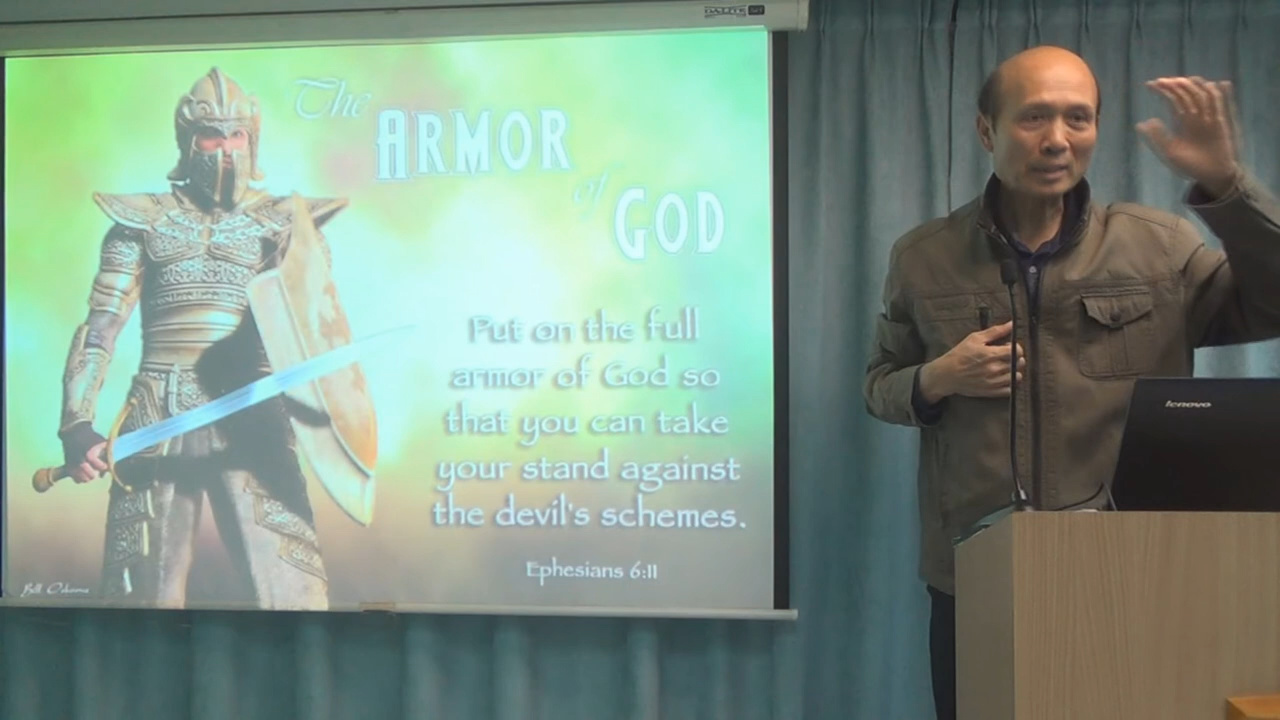 The
ARMOR
of
GOD
Put on the full
armor of God so
that you can take
your stand against
the devil's schemes.
Ephesians 6:11
lenovo